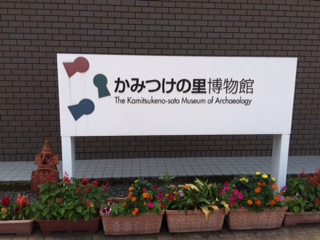 かみつけの里博物館
The Kamitsukeno-sato Museum of Archaeology